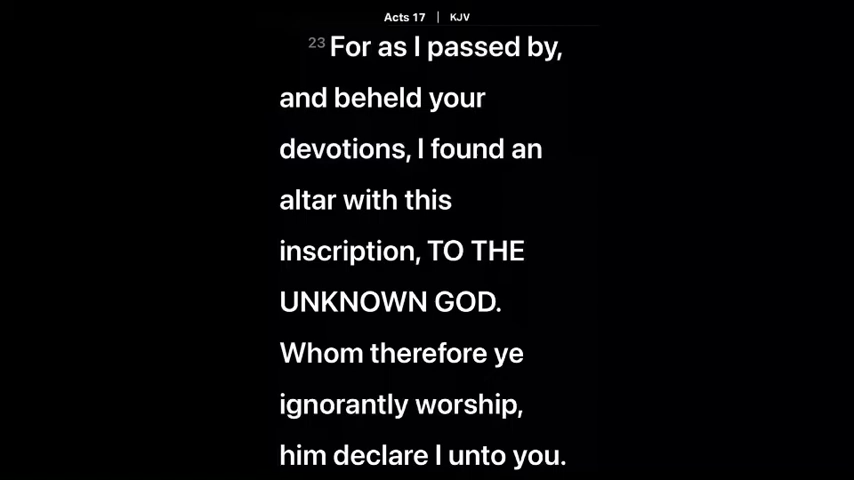 Acts 17 | KJV
23 For as I passed by,
and beheld your
devotions, I found an
altar with this
inscription, TO THE
UNKNOWN GOD.
Whom therefore ye
ignorantly worship,
him declare I unto you.